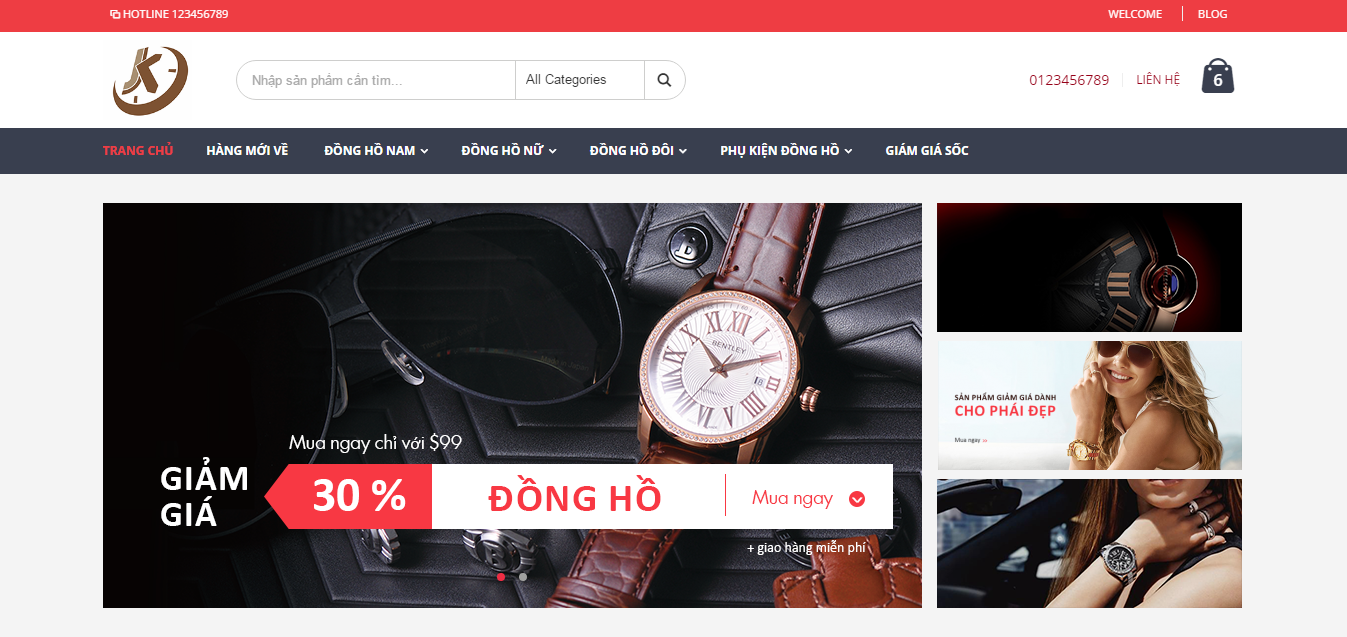 HOTLINE 123456789
WELCOME
BLOG
JK
Nhập sản phẩm cần tìm...
All Categories
0123456789
LIÊN HỆ
6
TRANG CHỦ
HÀNG MỚI VỀ
ĐỒNG HỒ NAM
ĐỒNG HỒ NỮ
ĐỒNG HỒ ĐÔI
PHỤ KIỆN ĐỒNG HỒ
GIÁM GIÁ SỐC
BENTLEY
Mua ngay chỉ với $99
GIẢM
GIÁ
30 %
ĐỒNG HỒ
Mua ngay
+ giao hàng miễn phí
SẢN PHẨM GIẢM GIÁ DÀNH
CHO PHÁI ĐẸP
Mua ngay